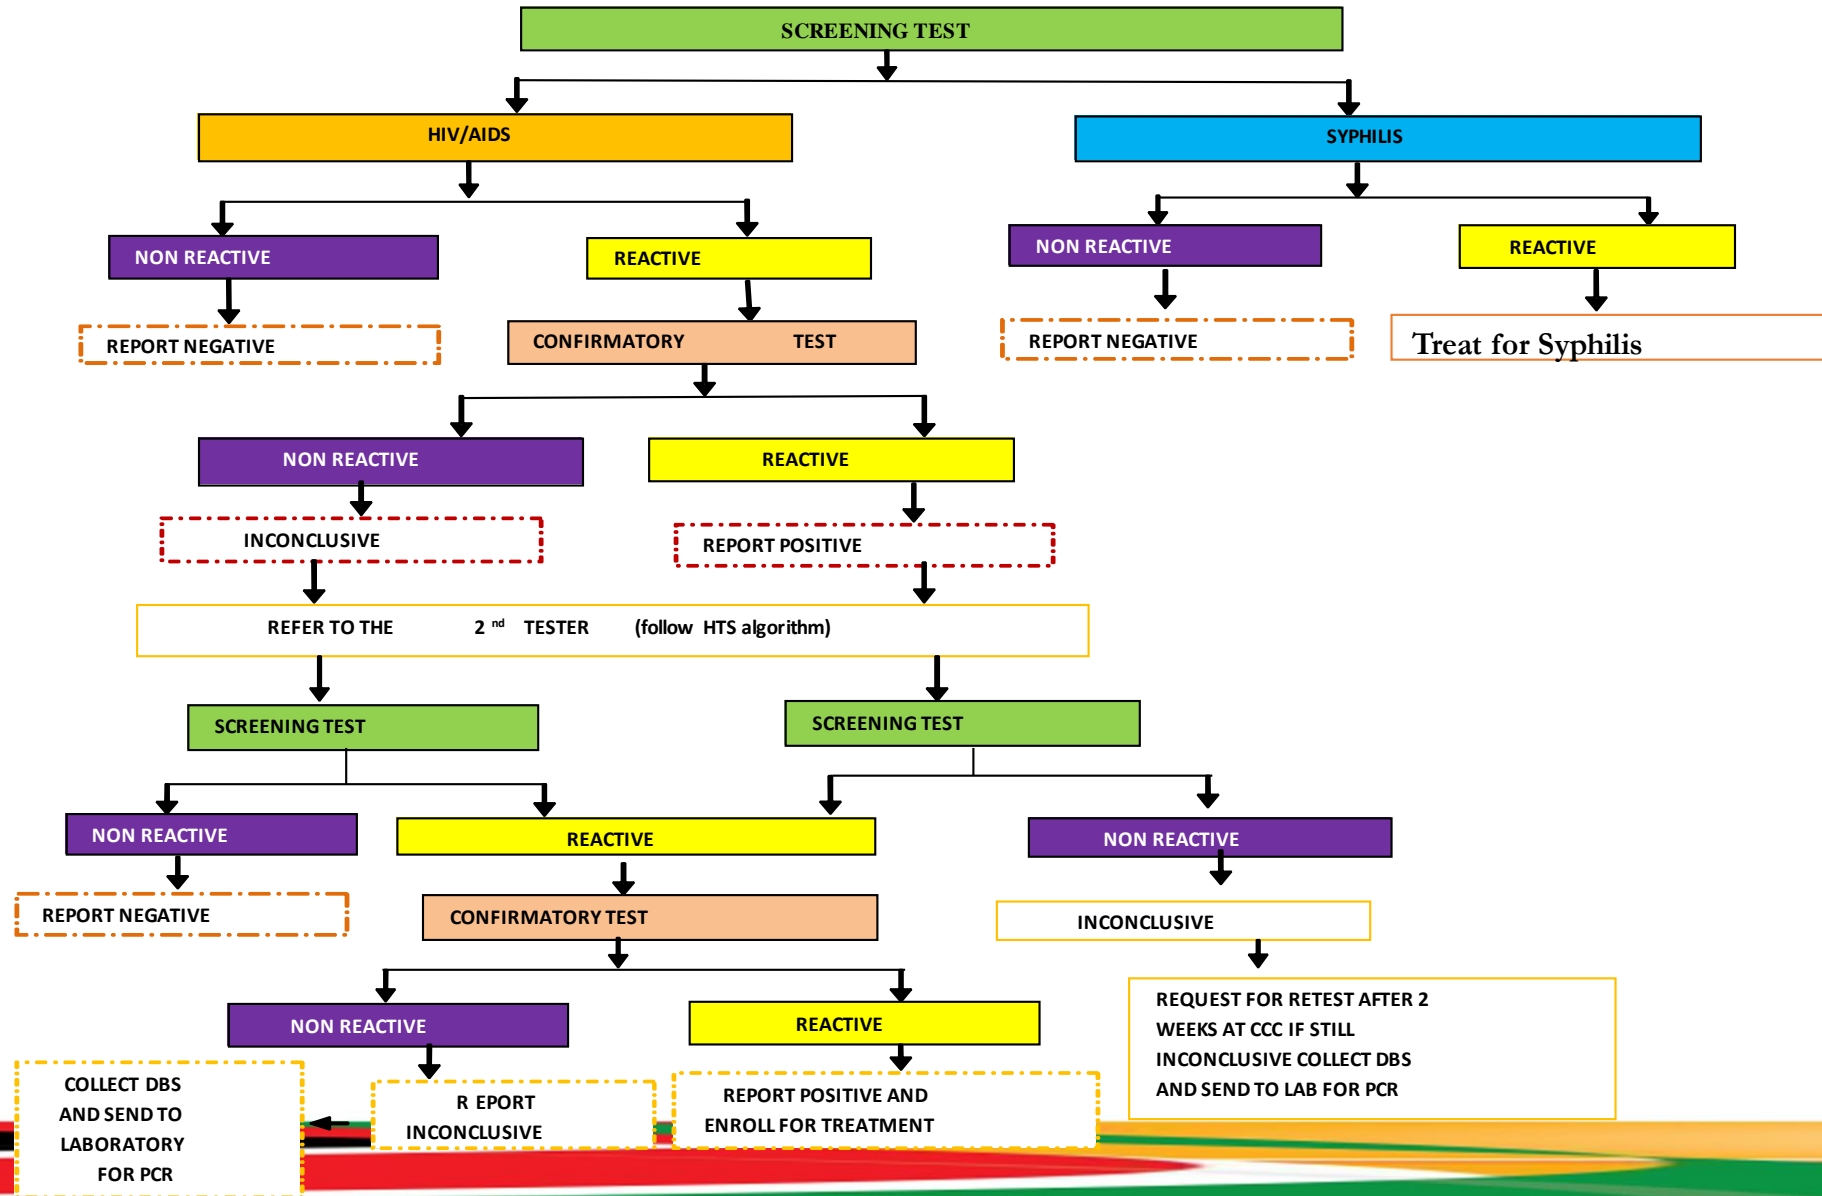 SCREENING TEST
HIV/AIDS
SYPHILIS
NON REACTIVE
REACTIVE
NON REACTIVE
REACTIVE
REPORT NEGATIVE
CONFIRMATORY TEST
REPORT NEGATIVE
Treat for Syphilis
NON REACTIVE
REACTIVE
INCONCLUSIVE
REPORT POSITIVE
REFER TO THE 2 nd TESTER (follow HTS algorithm)
SCREENING TEST
SCREENING TEST
NON REACTIVE
REACTIVE
NON REACTIVE
REPORT NEGATIVE
CONFIRMATORY TEST
INCONCLUSIVE
NON REACTIVE
REACTIVE
REQUEST FOR RETEST AFTER 2
WEEKS AT CCC IF STILL
INCONCLUSIVE COLLECT DBS
AND SEND TO LAB FOR PCR
COLLECT DBS
AND SEND TO
LABORATORY
FOR PCR
R EPORT
INCONCLUSIVE
REPORT POSITIVE AND
ENROLL FOR TREATMENT